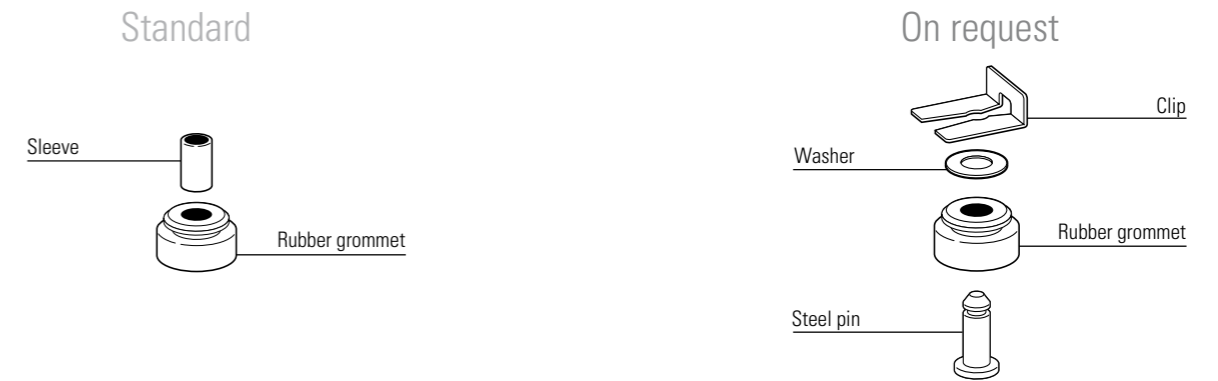 Standard
Sleeve
Rubber grommet
On request
Clip
Washer
Rubber grommet
Steel pin